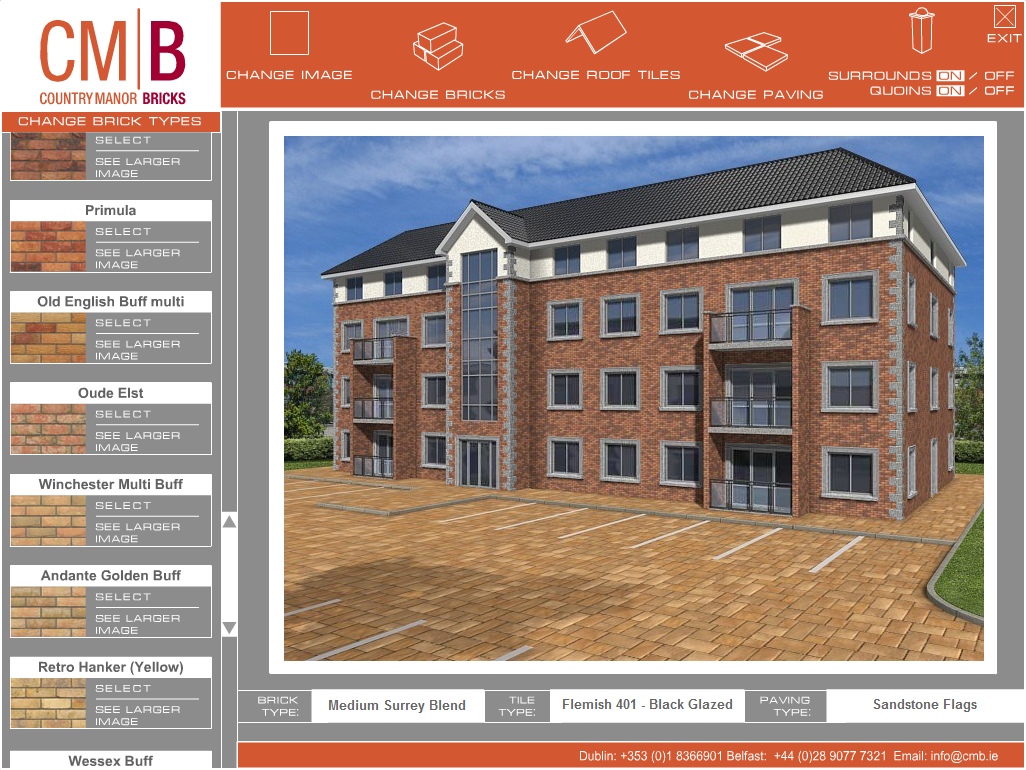 CM|B
COUNTRY MANOR BRICKS
CHANGE IMAGE
CHANGE BRICKS
CHANGE ROOF TILES
CHANGE PAVING
EXIT
SURROUNDS ON / OFF
QUOINS ON / OFF
CHANGE BRICK TYPES
SELECT
SEE LARGER
IMAGE
Primula
SELECT
SEE LARGER
IMAGE
Old English Buff multi
SELECT
SEE LARGER
IMAGE
Oude Elst
SELECT
SEE LARGER
IMAGE
Winchester Multi Buff
SELECT
SEE LARGER
IMAGE
Andante Golden Buff
SELECT
SEE LARGER
IMAGE
Retro Hanker (Yellow)
SELECT
SEE LARGER
IMAGE
Wessex Buff
BRICK
TYPE:
Medium Surrey Blend
TILE
TYPE:
Flemish 401 - Black Glazed
PAVING
TYPE:
Sandstone Flags
Dublin: +353 (0)1 8366901 Belfast: +44 (0)28 9077 7321 Email: info@cmb.ie